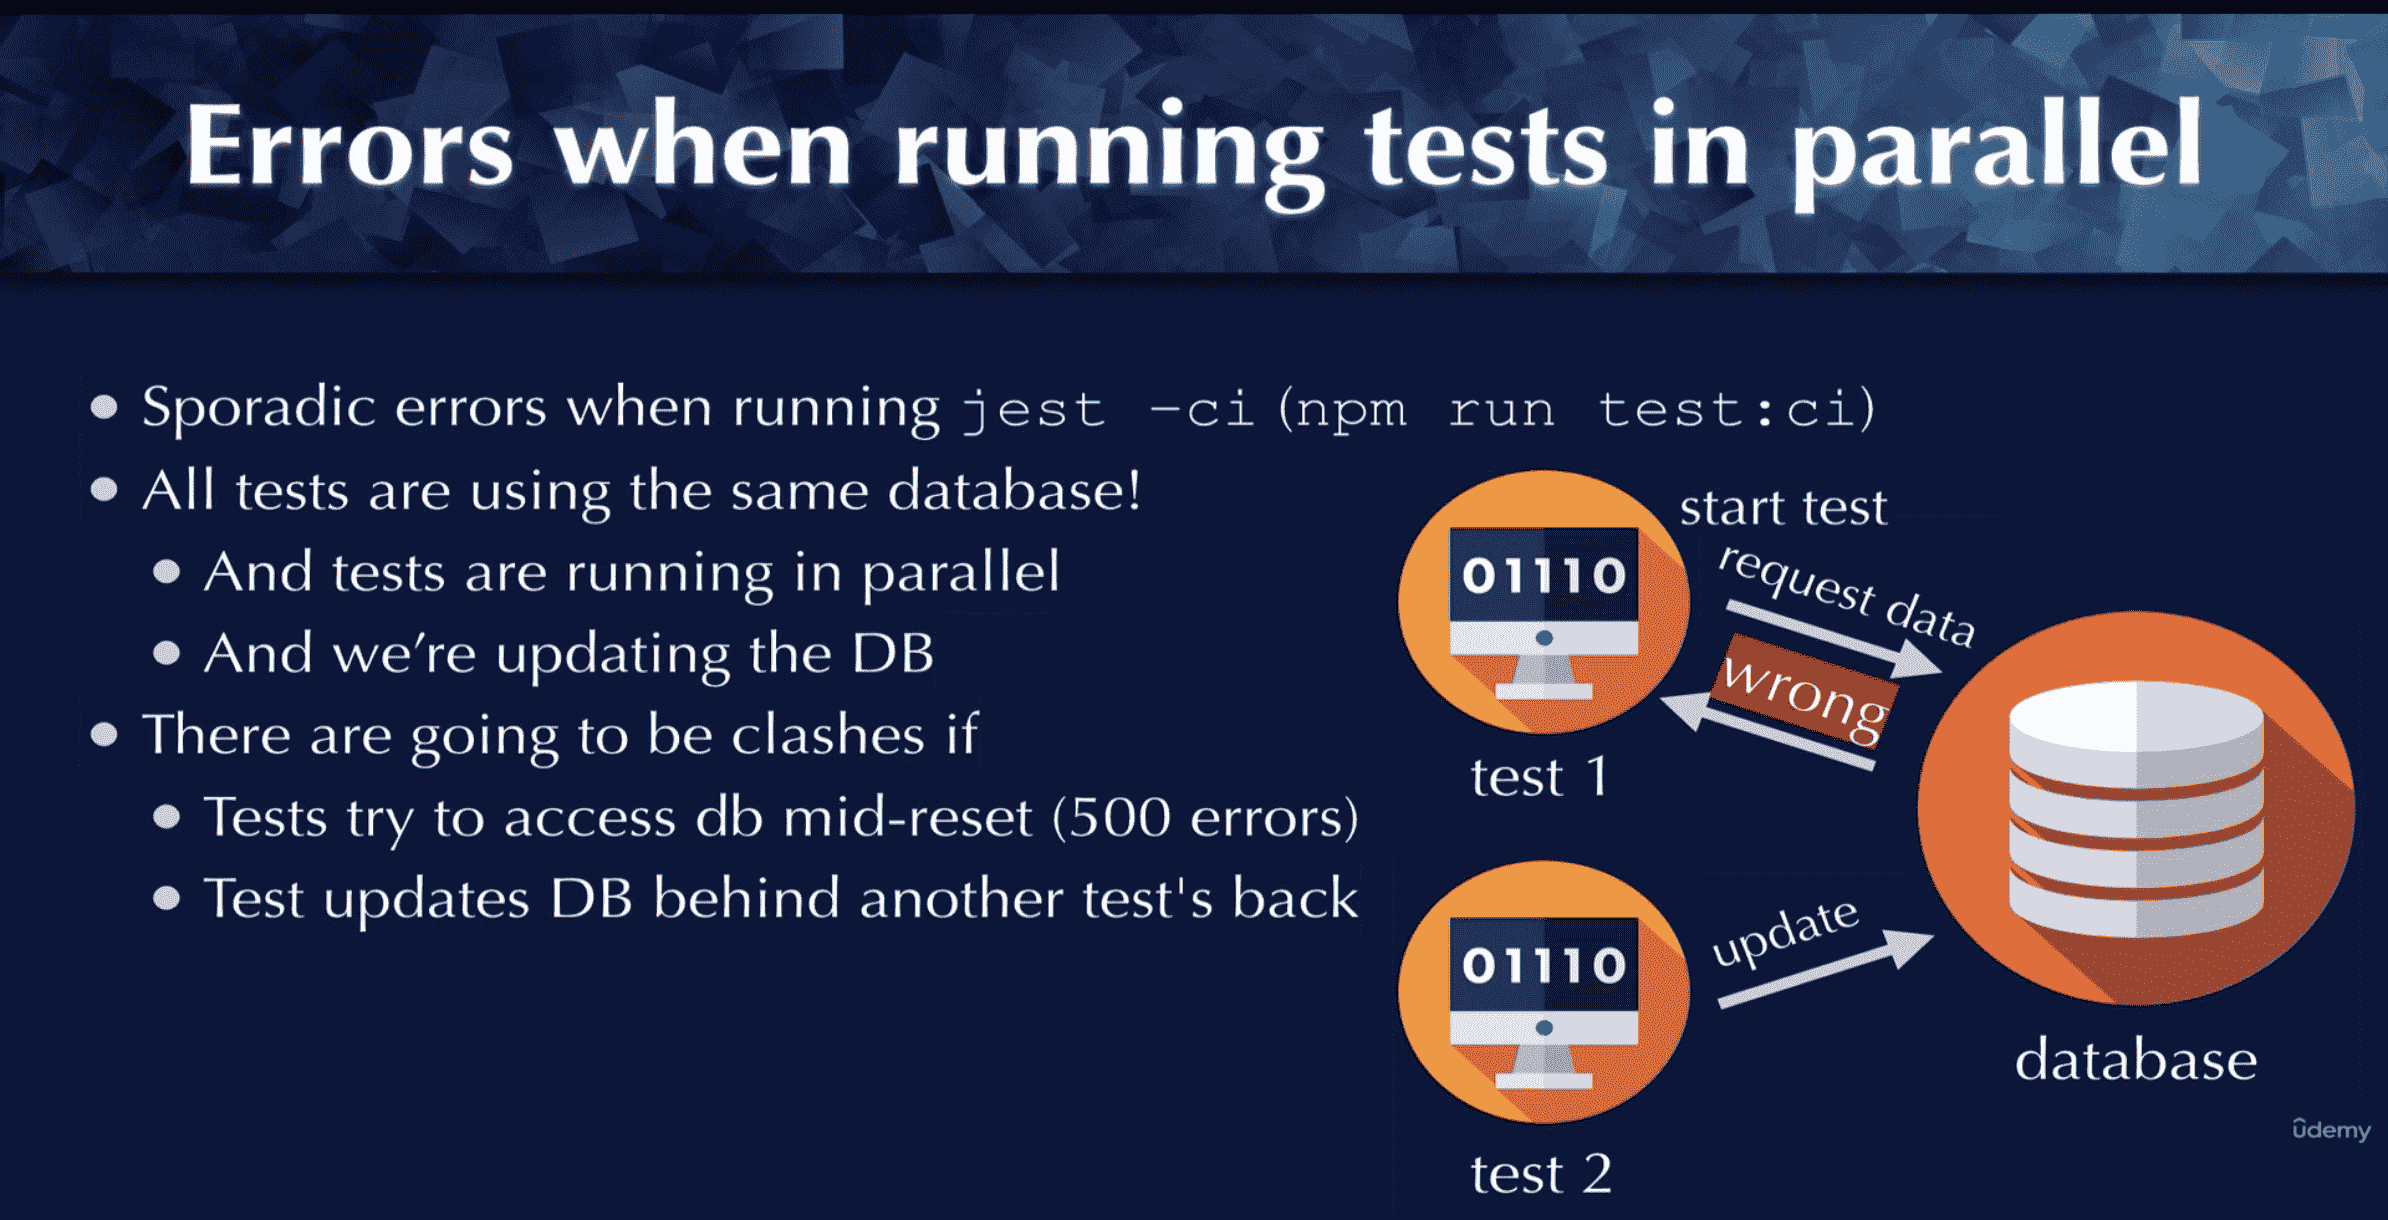 Errors when running tests in parallel
• Sporadic errors when running jest -ci (npm run test:ci)
• All tests are using the same database!
• And tests are running in parallel
• And we’re updating the DB
• There are going to be clashes if
• Tests try to access db mid-reset (500 errors)
• Test updates DB behind another test's back
start test
request data
wrong
01110
test 1
update
01110
test 2
database
ûdemy